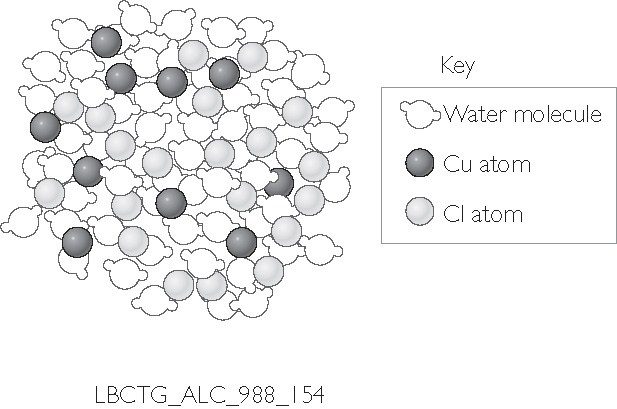 Key
Water molecule
Cu atom
Cl atom
LBCTG_ALC_988_154